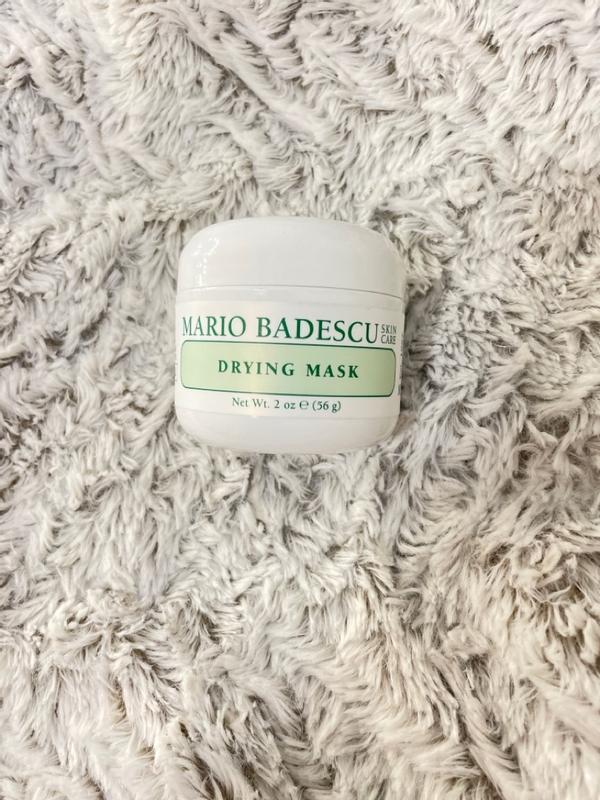 MARIO BADESCU SKIN CARE
DRYING MASK
Net Wt. 2 oz ℮ (56 g)